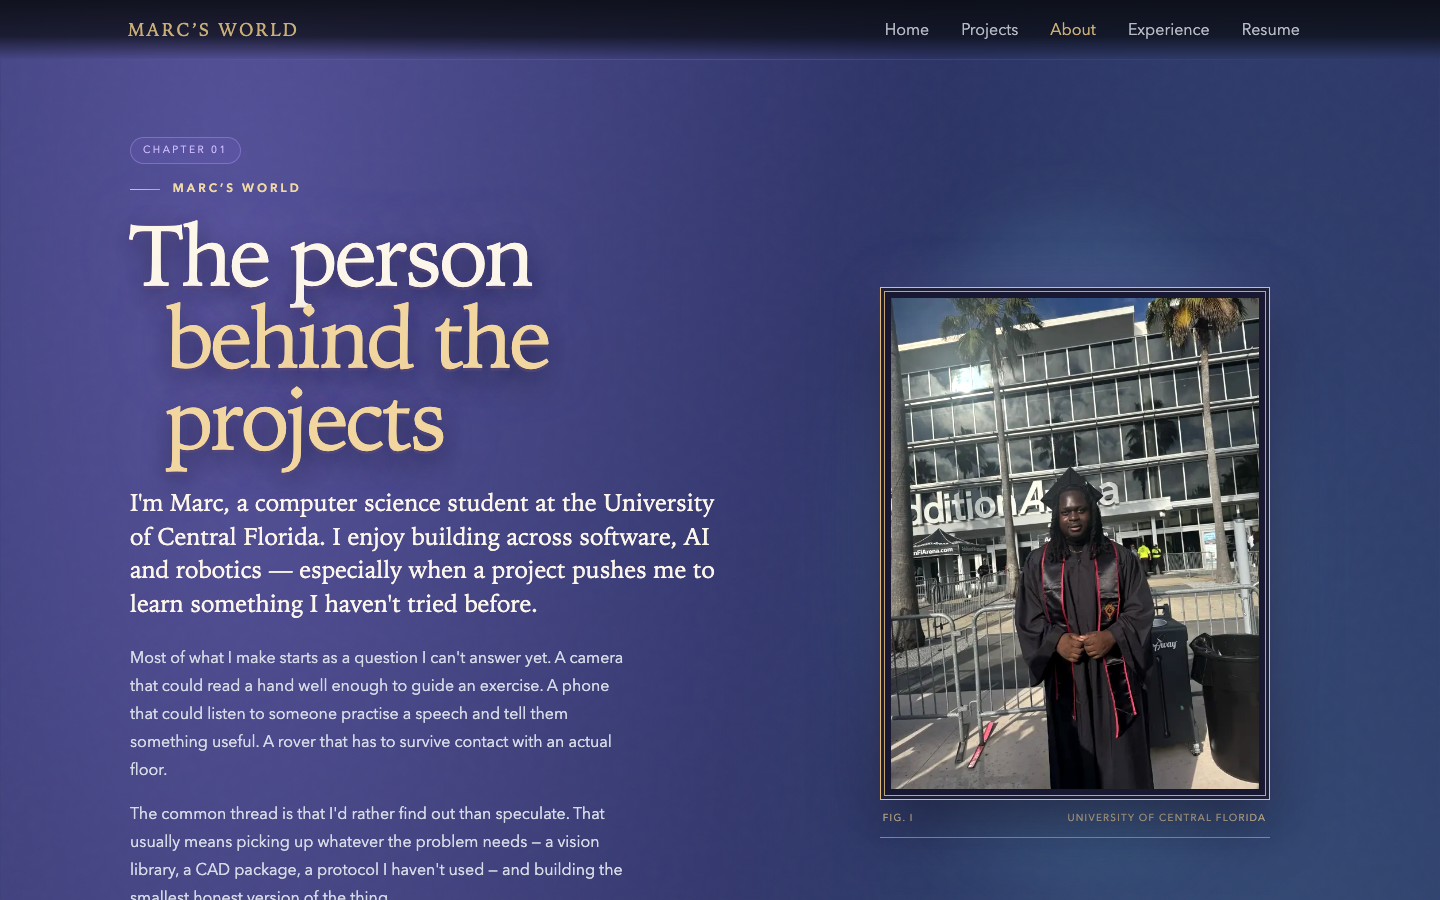 MARC'S WORLD
Home Projects About Experience Resume
CHAPTER 01
MARC'S WORLD
The person
behind the
projects
I'm Marc, a computer science student at the University
of Central Florida. I enjoy building across software, AI
and robotics — especially when a project pushes me to
learn something I haven't tried before.
Most of what I make starts as a question I can't answer yet. A camera
that could read a hand well enough to guide an exercise. A phone
that could listen to someone practise a speech and tell them
something useful. A rover that has to survive contact with an actual
floor.
The common thread is that I'd rather find out than speculate. That
usually means picking up whatever the problem needs – a vision
library, a CAD package, a protocol I haven't used – and building the
smallest honest version of the thing
FIG. I
UNIVERSITY OF CENTRAL FLORIDA